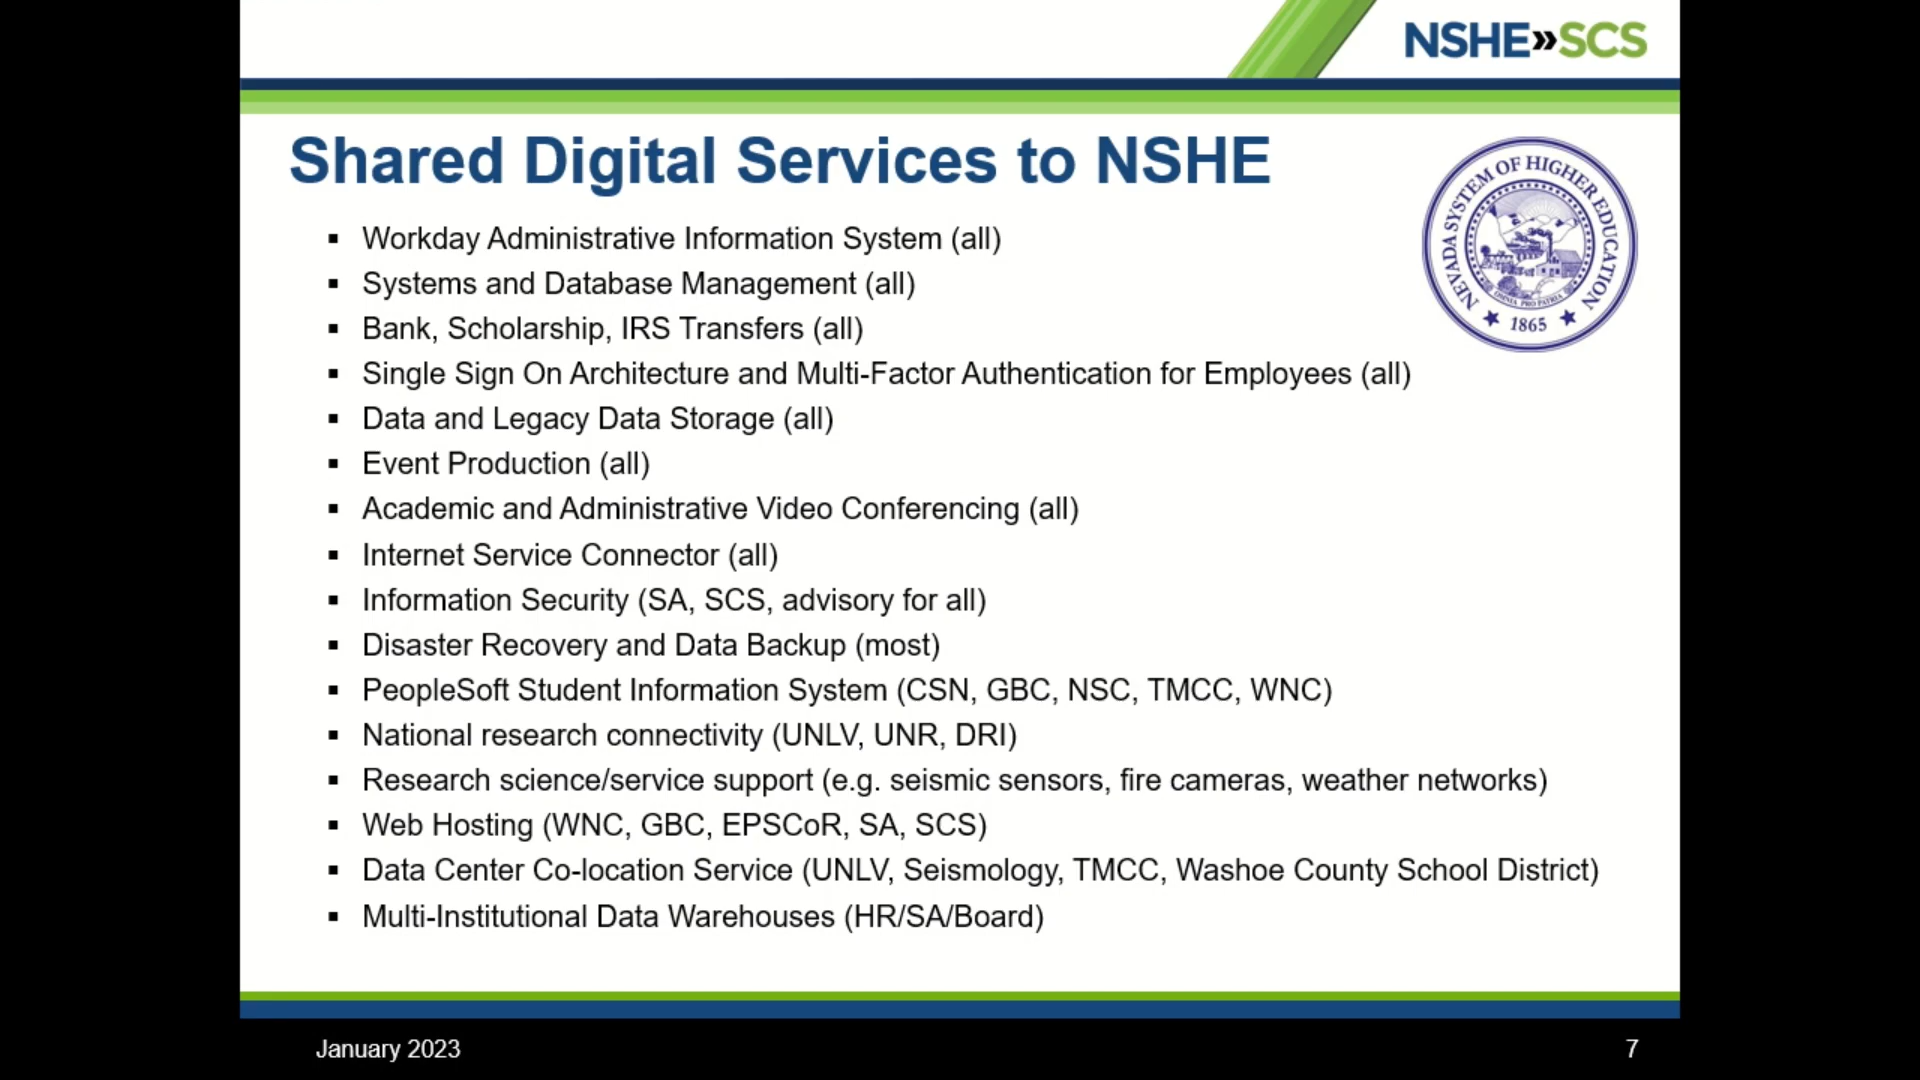 NSHE»SCS
Shared Digital Services to NSHE
NEVADA SYSTEM OF HIGHER EDUCATION
OMNIA PRO PATRIA
1865
▪ Workday Administrative Information System (all)
▪ Systems and Database Management (all)
▪ Bank, Scholarship, IRS Transfers (all)
▪ Single Sign On Architecture and Multi-Factor Authentication for Employees (all)
▪ Data and Legacy Data Storage (all)
▪ Event Production (all)
▪ Academic and Administrative Video Conferencing (all)
▪ Internet Service Connector (all)
▪ Information Security (SA, SCS, advisory for all)
▪ Disaster Recovery and Data Backup (most)
▪ PeopleSoft Student Information System (CSN, GBC, NSC, TMCC, WNC)
▪ National research connectivity (UNLV, UNR, DRI)
▪ Research science/service support (e.g. seismic sensors, fire cameras, weather networks)
▪ Web Hosting (WNC, GBC, EPSCoR, SA, SCS)
▪ Data Center Co-location Service (UNLV, Seismology, TMCC, Washoe County School District)
▪ Multi-Institutional Data Warehouses (HR/SA/Board)
January 2023
7